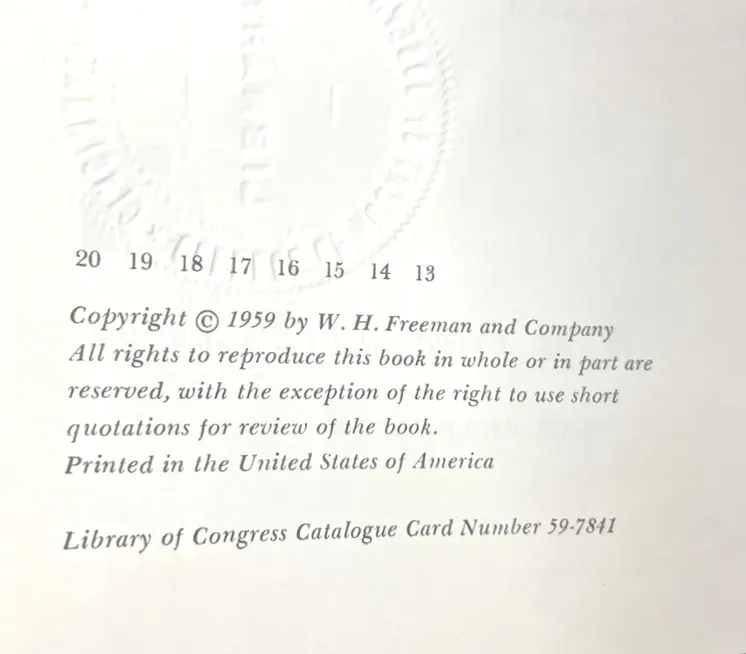 20 19 18 17 16 15 14 13
Copyright © 1959 by W. H. Freeman and Company
All rights to reproduce this book in whole or in part are
reserved, with the exception of the right to use short
quotations for review of the book.
Printed in the United States of America
Library of Congress Catalogue Card Number 59-7841